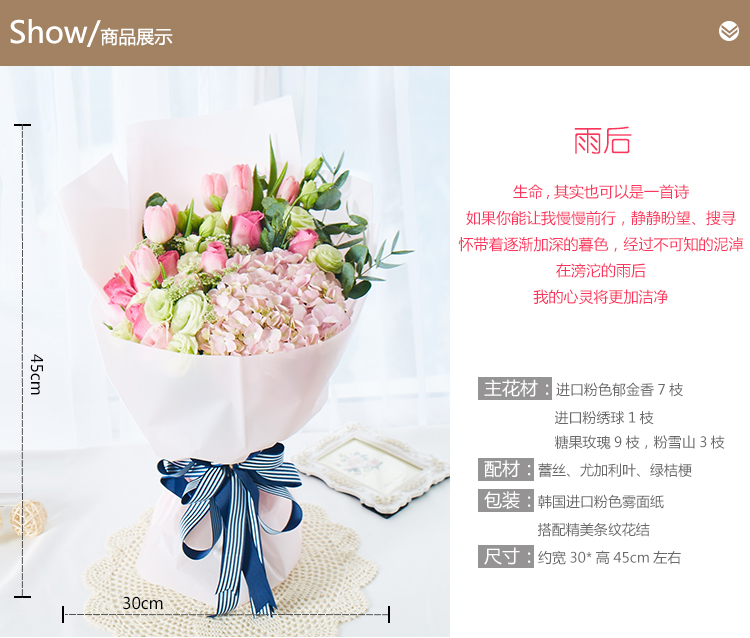 Show/商品展示
45cm
30cm
雨后
生命,其实也可以是一首诗
如果你能让我慢慢前行，静静盼望、搜寻
怀带着逐渐加深的暮色，经过不可知的泥淖
在滂沱的雨后
我的心灵将更加洁净
主花材：进口粉色郁金香 7 枝
进口粉绣球 1 枝
糖果玫瑰 9 枝，粉雪山 3 枝
配材：蕾丝、尤加利叶、绿桔梗
包装：韩国进口粉色雾面纸
搭配精美条纹花结
尺寸：约宽 30* 高 45cm 左右